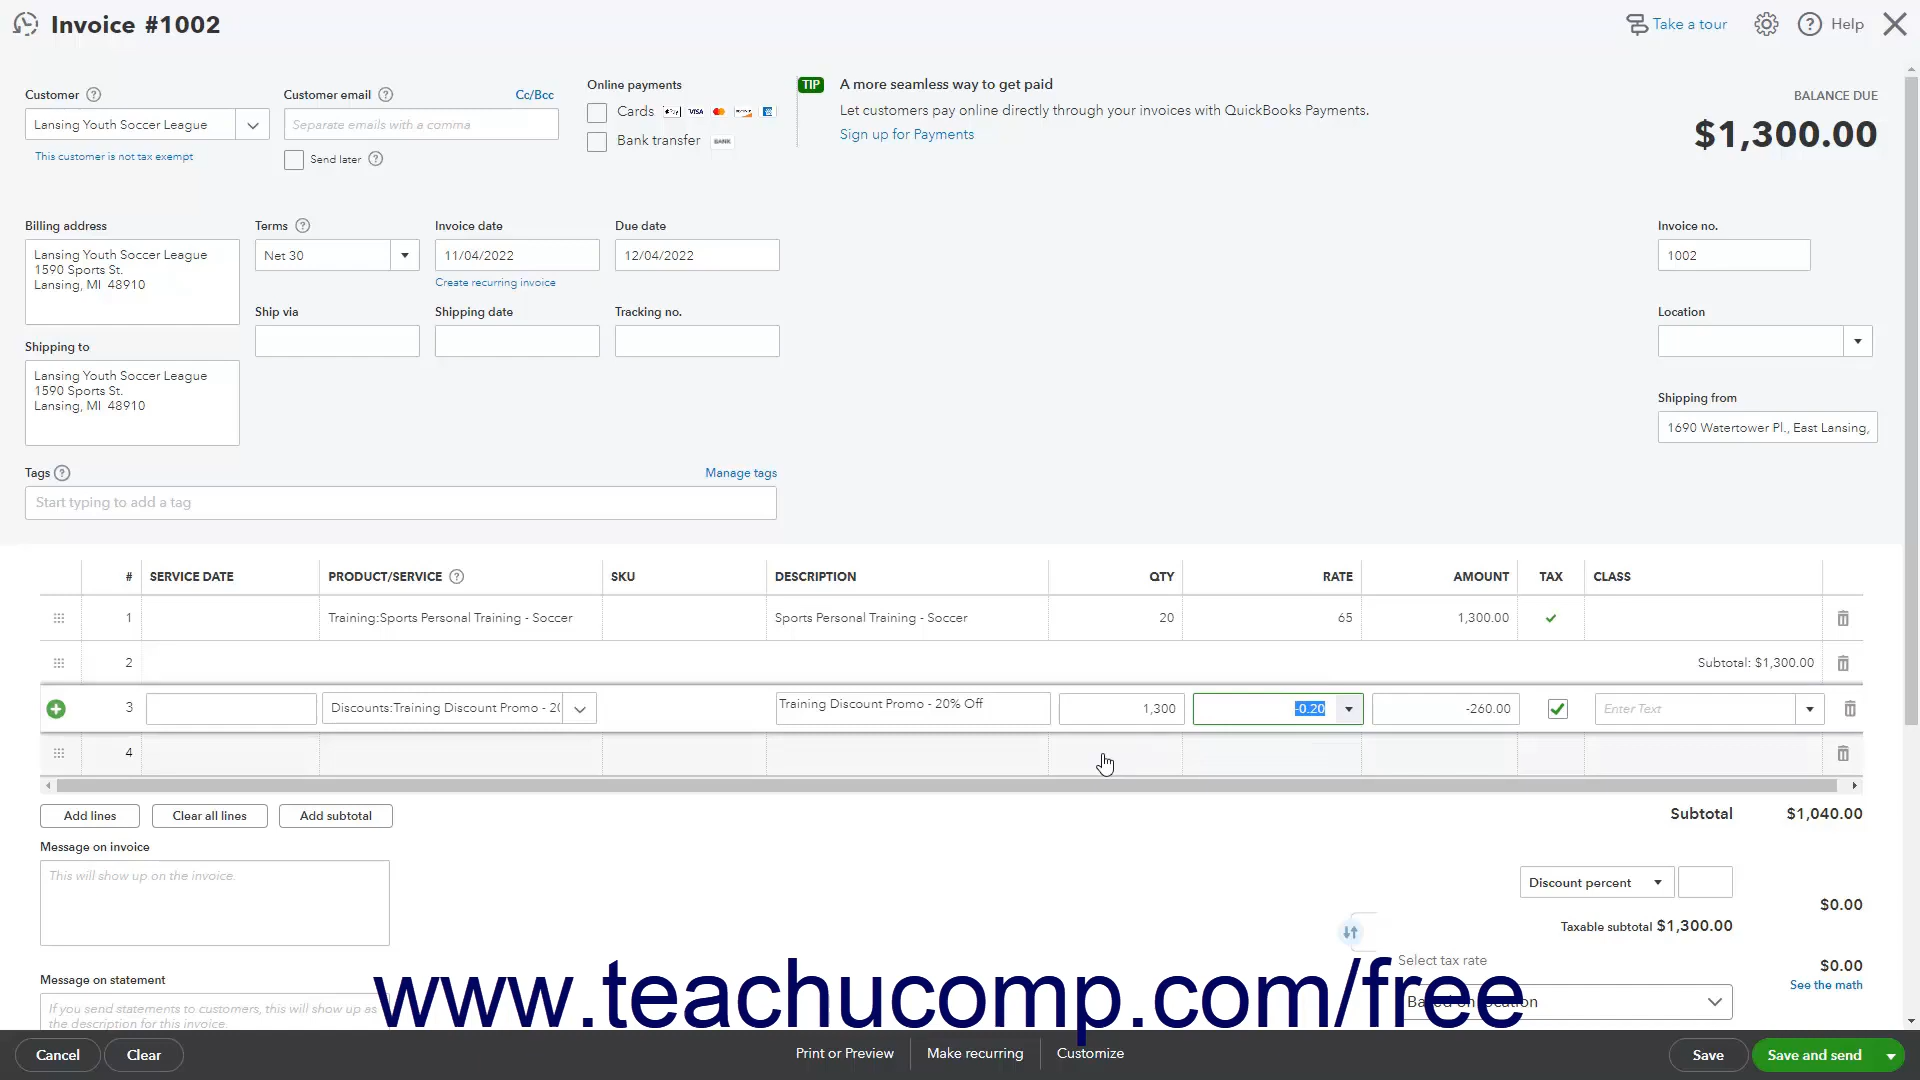 Invoice #1002
Take a tour
Help
Customer
Customer email
Cc/Bcc
Online payments
TIP
A more seamless way to get paid
BALANCE DUE
Lansing Youth Soccer League
Separate emails with a comma
Cards
VISA
Let customers pay online directly through your invoices with QuickBooks Payments.
$1,300.00
This customer is not tax exempt
Send later
Bank transfer
BANK
Sign up for Payments
Billing address
Terms
Invoice date
Due date
Invoice no.
Lansing Youth Soccer League
1590 Sports St.
Lansing, MI 48910
Net 30
11/04/2022
12/04/2022
1002
Create recurring invoice
Ship via
Shipping date
Tracking no.
Location
Shipping to
Lansing Youth Soccer League
1590 Sports St.
Lansing, MI 48910
Shipping from
1690 Watertower Pl., East Lansing,
Tags
Manage tags
Start typing to add a tag
# SERVICE DATE PRODUCT/SERVICE SKU DESCRIPTION QTY RATE AMOUNT TAX CLASS
1 Training:Sports Personal Training - Soccer Sports Personal Training - Soccer 20 65 1,300.00
2 Subtotal: $1,300.00
3 Discounts:Training Discount Promo - 20 Training Discount Promo - 20% Off 1,300 -0.20 -260.00 Enter Text
4
Add lines
Clear all lines
Add subtotal
Subtotal $1,040.00
Message on invoice
This will show up on the invoice.
Discount percent
$0.00
Taxable subtotal $1,300.00
Select tax rate
$0.00
See the math
Based on location
Message on statement
If you send statements to customers, this will show up as
the description for this invoice.
www.teachucomp.com/free
Cancel
Clear
Print or Preview
Make recurring
Customize
Save
Save and send